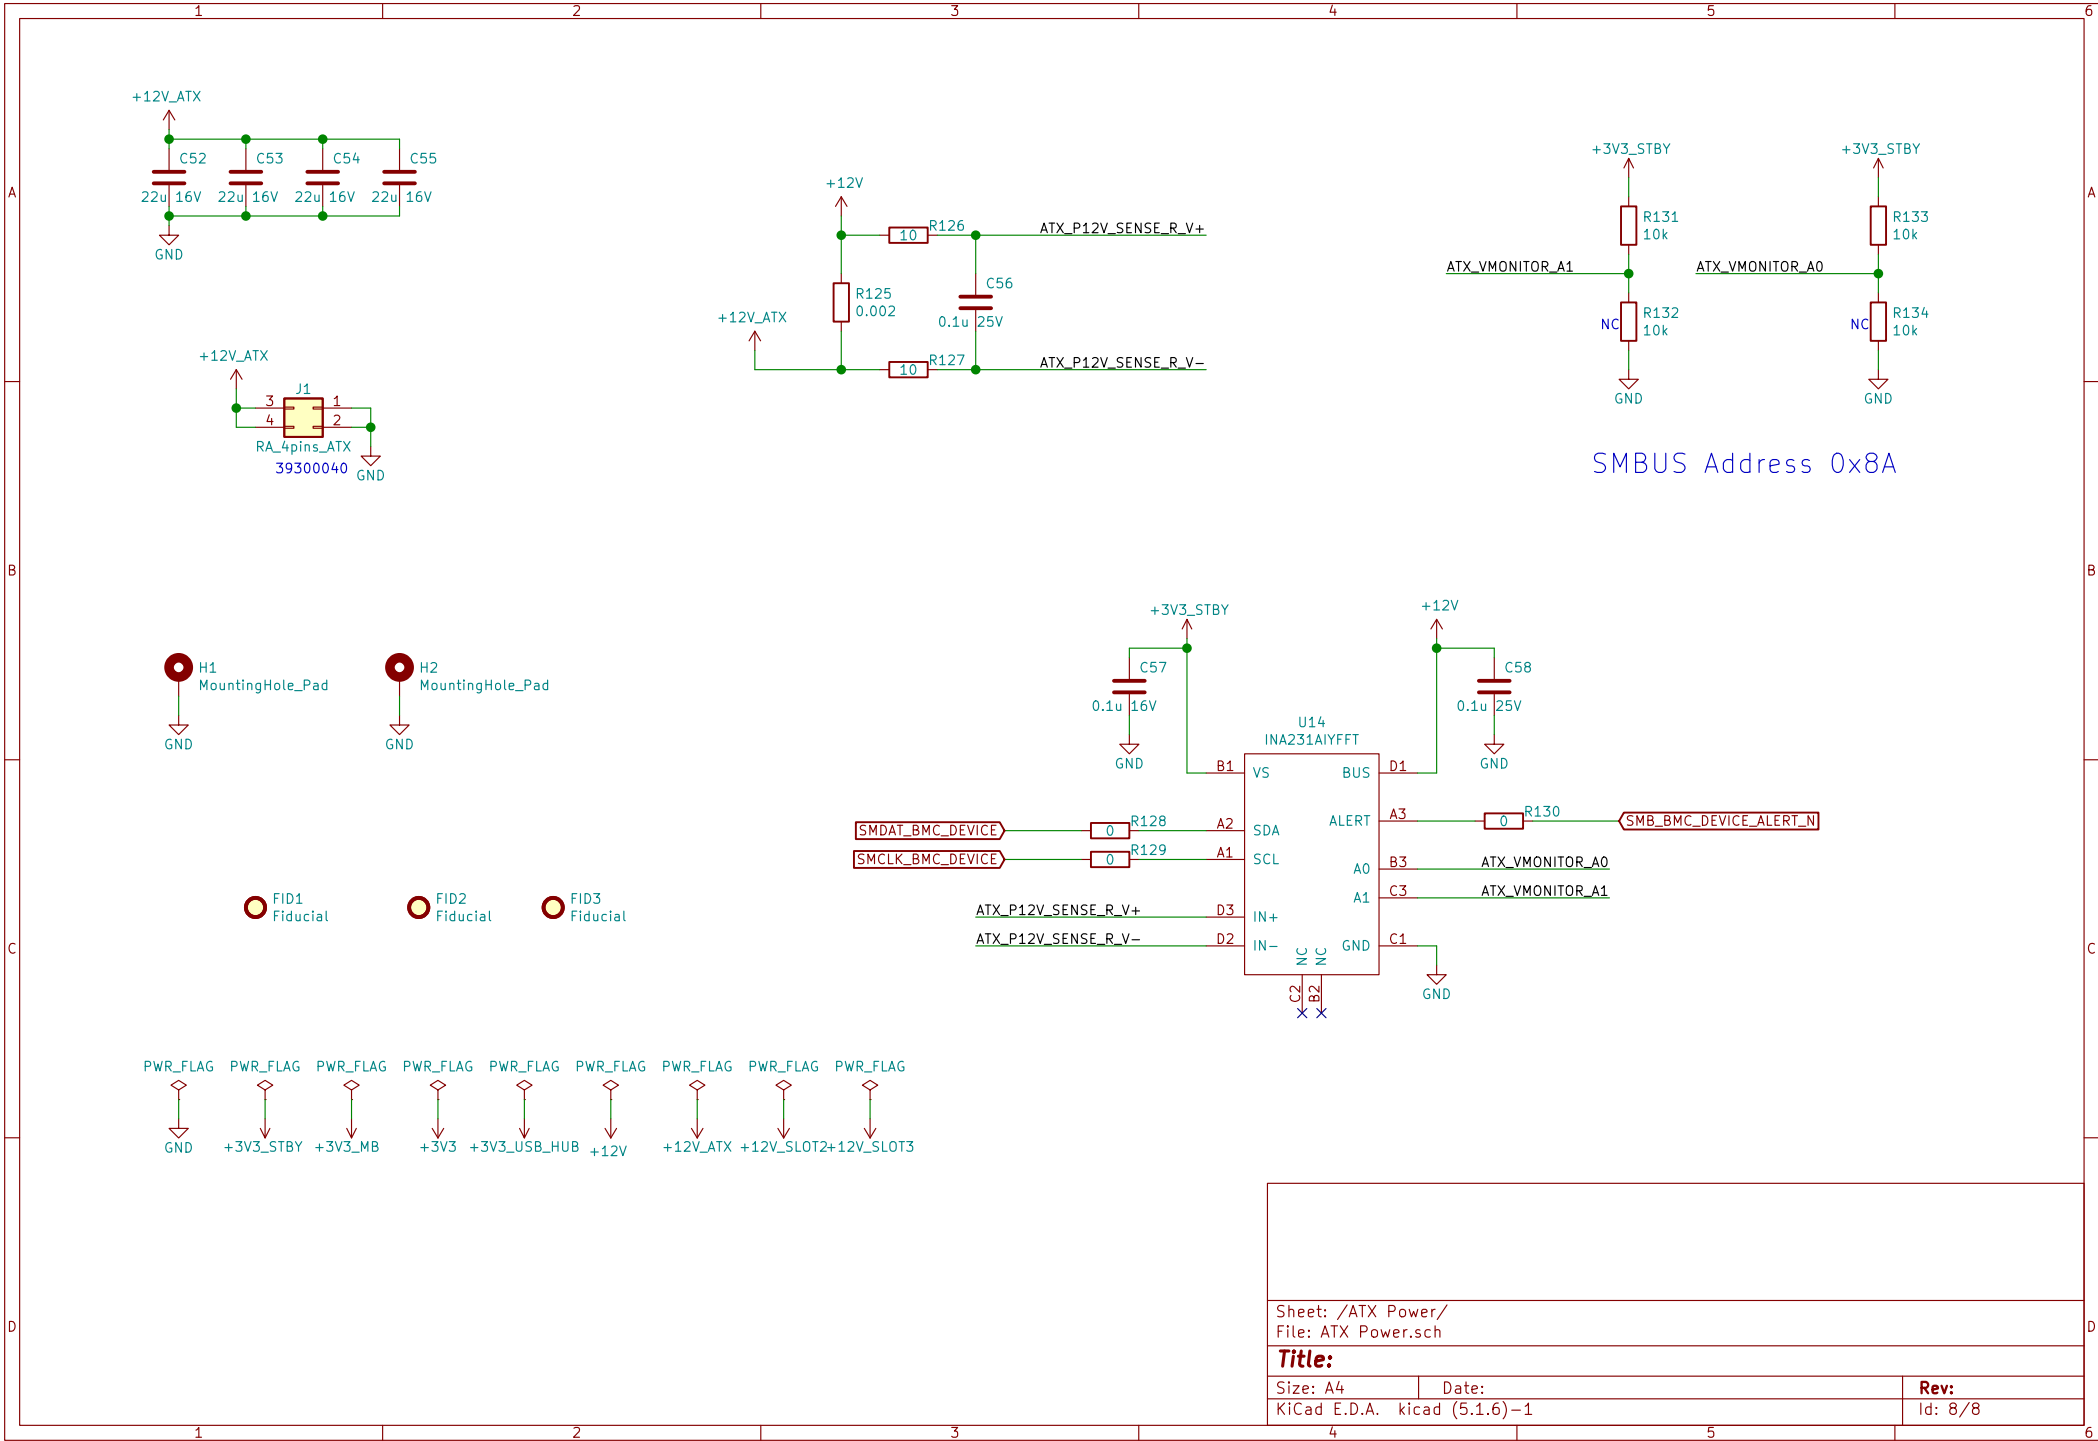 1 2 3 4 5 6
A
+12V_ATX
C52 C53 C54 C55
22u 16V 22u 16V 22u 16V 22u 16V
GND
+12V_ATX
J1
3 1
4 2
RA_4pins_ATX
39300040
GND
+12V
R126
10
ATX_P12V_SENSE_R_V+
R125
0.002
C56
0.1u 25V
+12V_ATX
R127
10
ATX_P12V_SENSE_R_V-
+3V3_STBY
R131
10k
ATX_VMONITOR_A1
R132
10k
NC
GND
+3V3_STBY
R133
10k
ATX_VMONITOR_A0
R134
10k
NC
GND
A
SMBUS Address 0x8A
B
B
H1
MountingHole_Pad
GND
H2
MountingHole_Pad
GND
+3V3_STBY
C57
0.1u 16V
GND
+12V
C58
0.1u 25V
GND
U14
INA231AIYFFT
B1 VS BUS D1
SMDAT_BMC_DEVICE
R128
0
A2 SDA
SMCLK_BMC_DEVICE
R129
0
A1 SCL
ALERT A3
R130
0
SMB_BMC_DEVICE_ALERT_N
A0 B3
ATX_VMONITOR_A0
A1 C3
ATX_VMONITOR_A1
ATX_P12V_SENSE_R_V+
D3 IN+
ATX_P12V_SENSE_R_V-
D2 IN-
NC NC
C2 B2
GND C1
GND
FID1
Fiducial
FID2
Fiducial
FID3
Fiducial
C
C
PWR_FLAG PWR_FLAG PWR_FLAG PWR_FLAG PWR_FLAG PWR_FLAG PWR_FLAG PWR_FLAG PWR_FLAG
GND +3V3_STBY +3V3_MB +3V3 +3V3_USB_HUB +12V +12V_ATX +12V_SLOT2 +12V_SLOT3
D
D
Sheet: /ATX Power/
File: ATX Power.sch
Title:
Size: A4 Date: Rev:
KiCad E.D.A. kicad (5.1.6)-1 Id: 8/8
1 2 3 4 5 6